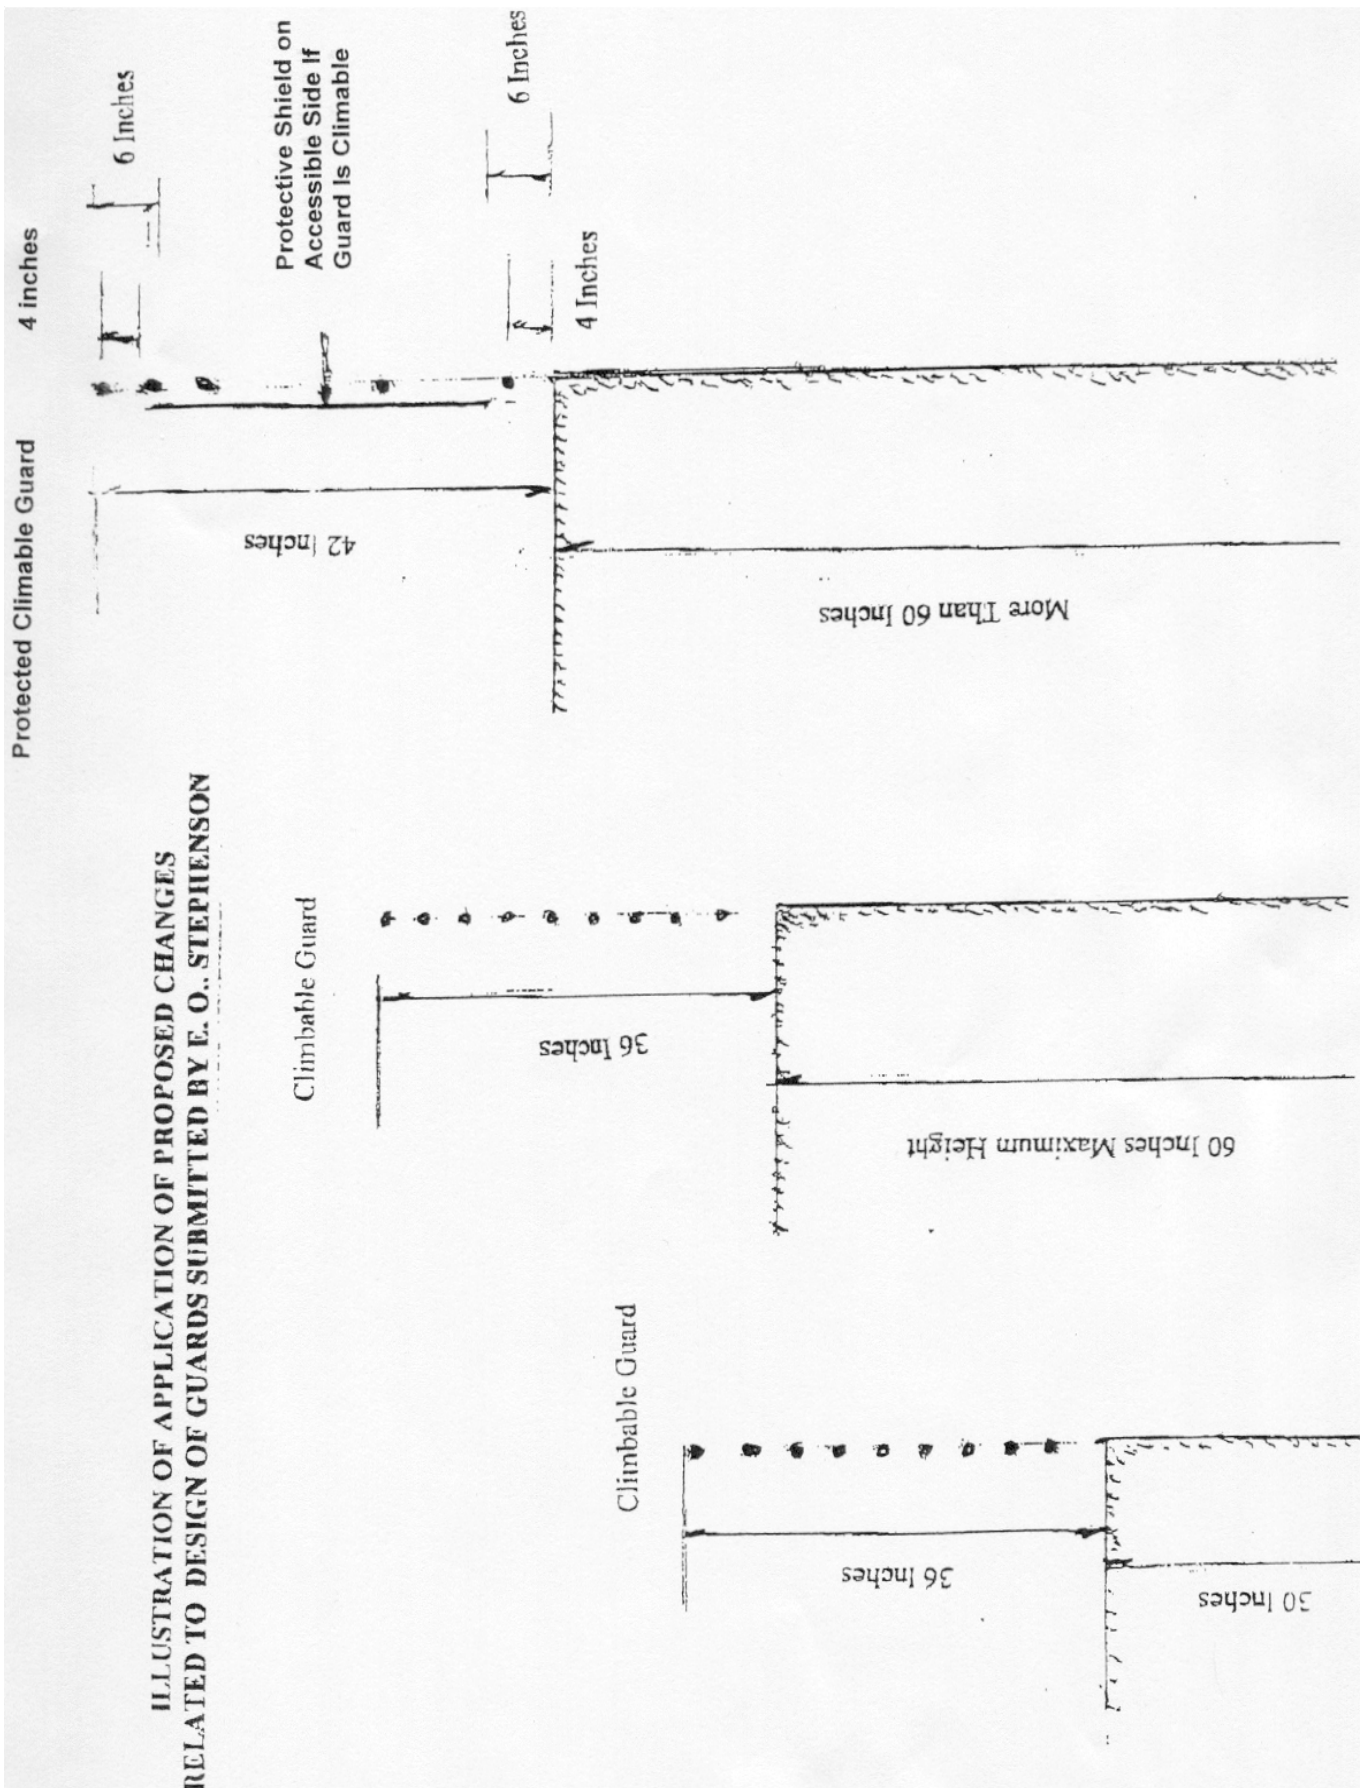 ILLUSTRATION OF APPLICATION OF PROPOSED CHANGES
RELATED TO DESIGN OF GUARDS SUBMITTED BY E. O.. STEPHENSON
Protected Climable Guard
4 inches
6 Inches
Protective Shield on
Accessible Side If
Guard Is Climable
6 Inches
4 Inches
42 Inches
More Than 60 Inches
Climbable Guard
36 Inches
60 Inches Maximum Height
Climbable Guard
36 Inches
30 Inches